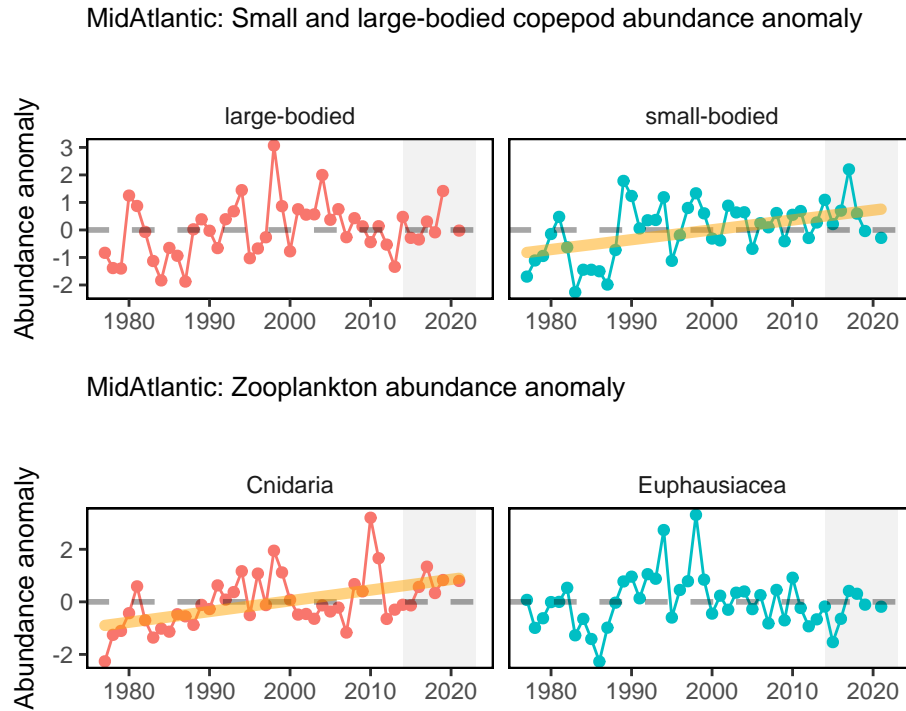 MidAtlantic: Small and large-bodied copepod abundance anomaly
large-bodied
small-bodied
Abundance anomaly
3
2
1
0
-1
-2
1980 1990 2000 2010 2020
1980 1990 2000 2010 2020
MidAtlantic: Zooplankton abundance anomaly
Cnidaria
Euphausiacea
Abundance anomaly
2
0
-2
1980 1990 2000 2010 2020
1980 1990 2000 2010 2020